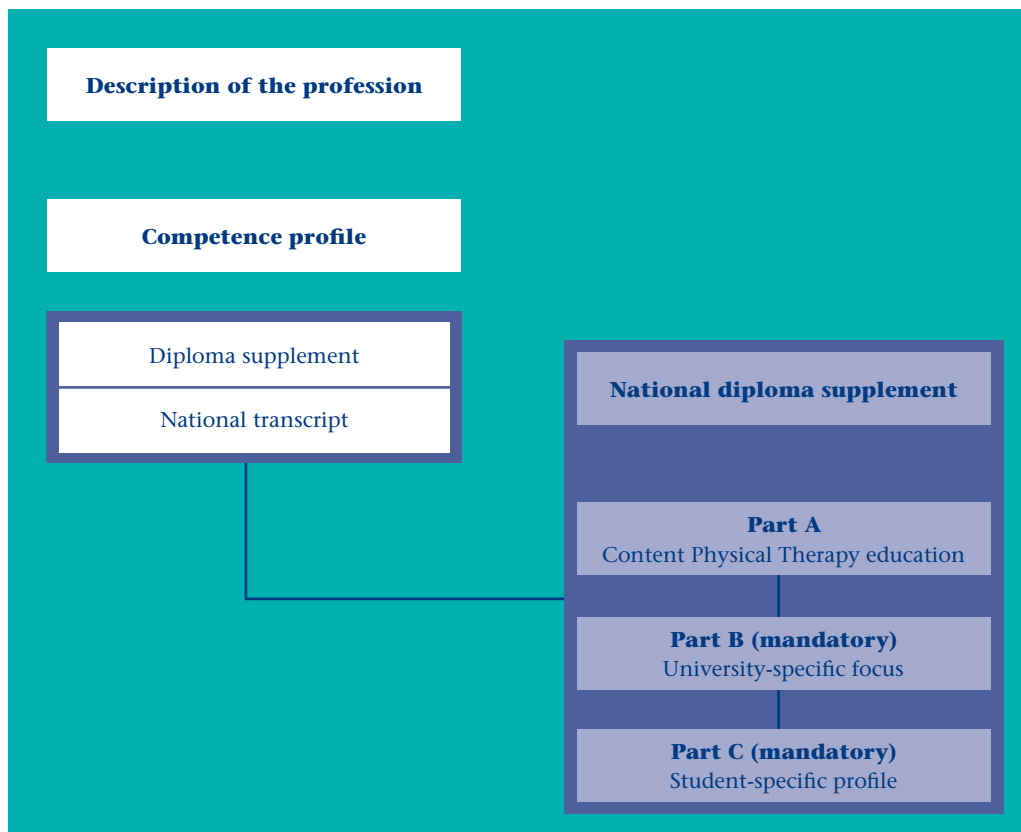 Description of the profession
Competence profile
Diploma supplement
National transcript
National diploma supplement
Part A
Content Physical Therapy education
Part B (mandatory)
University-specific focus
Part C (mandatory)
Student-specific profile